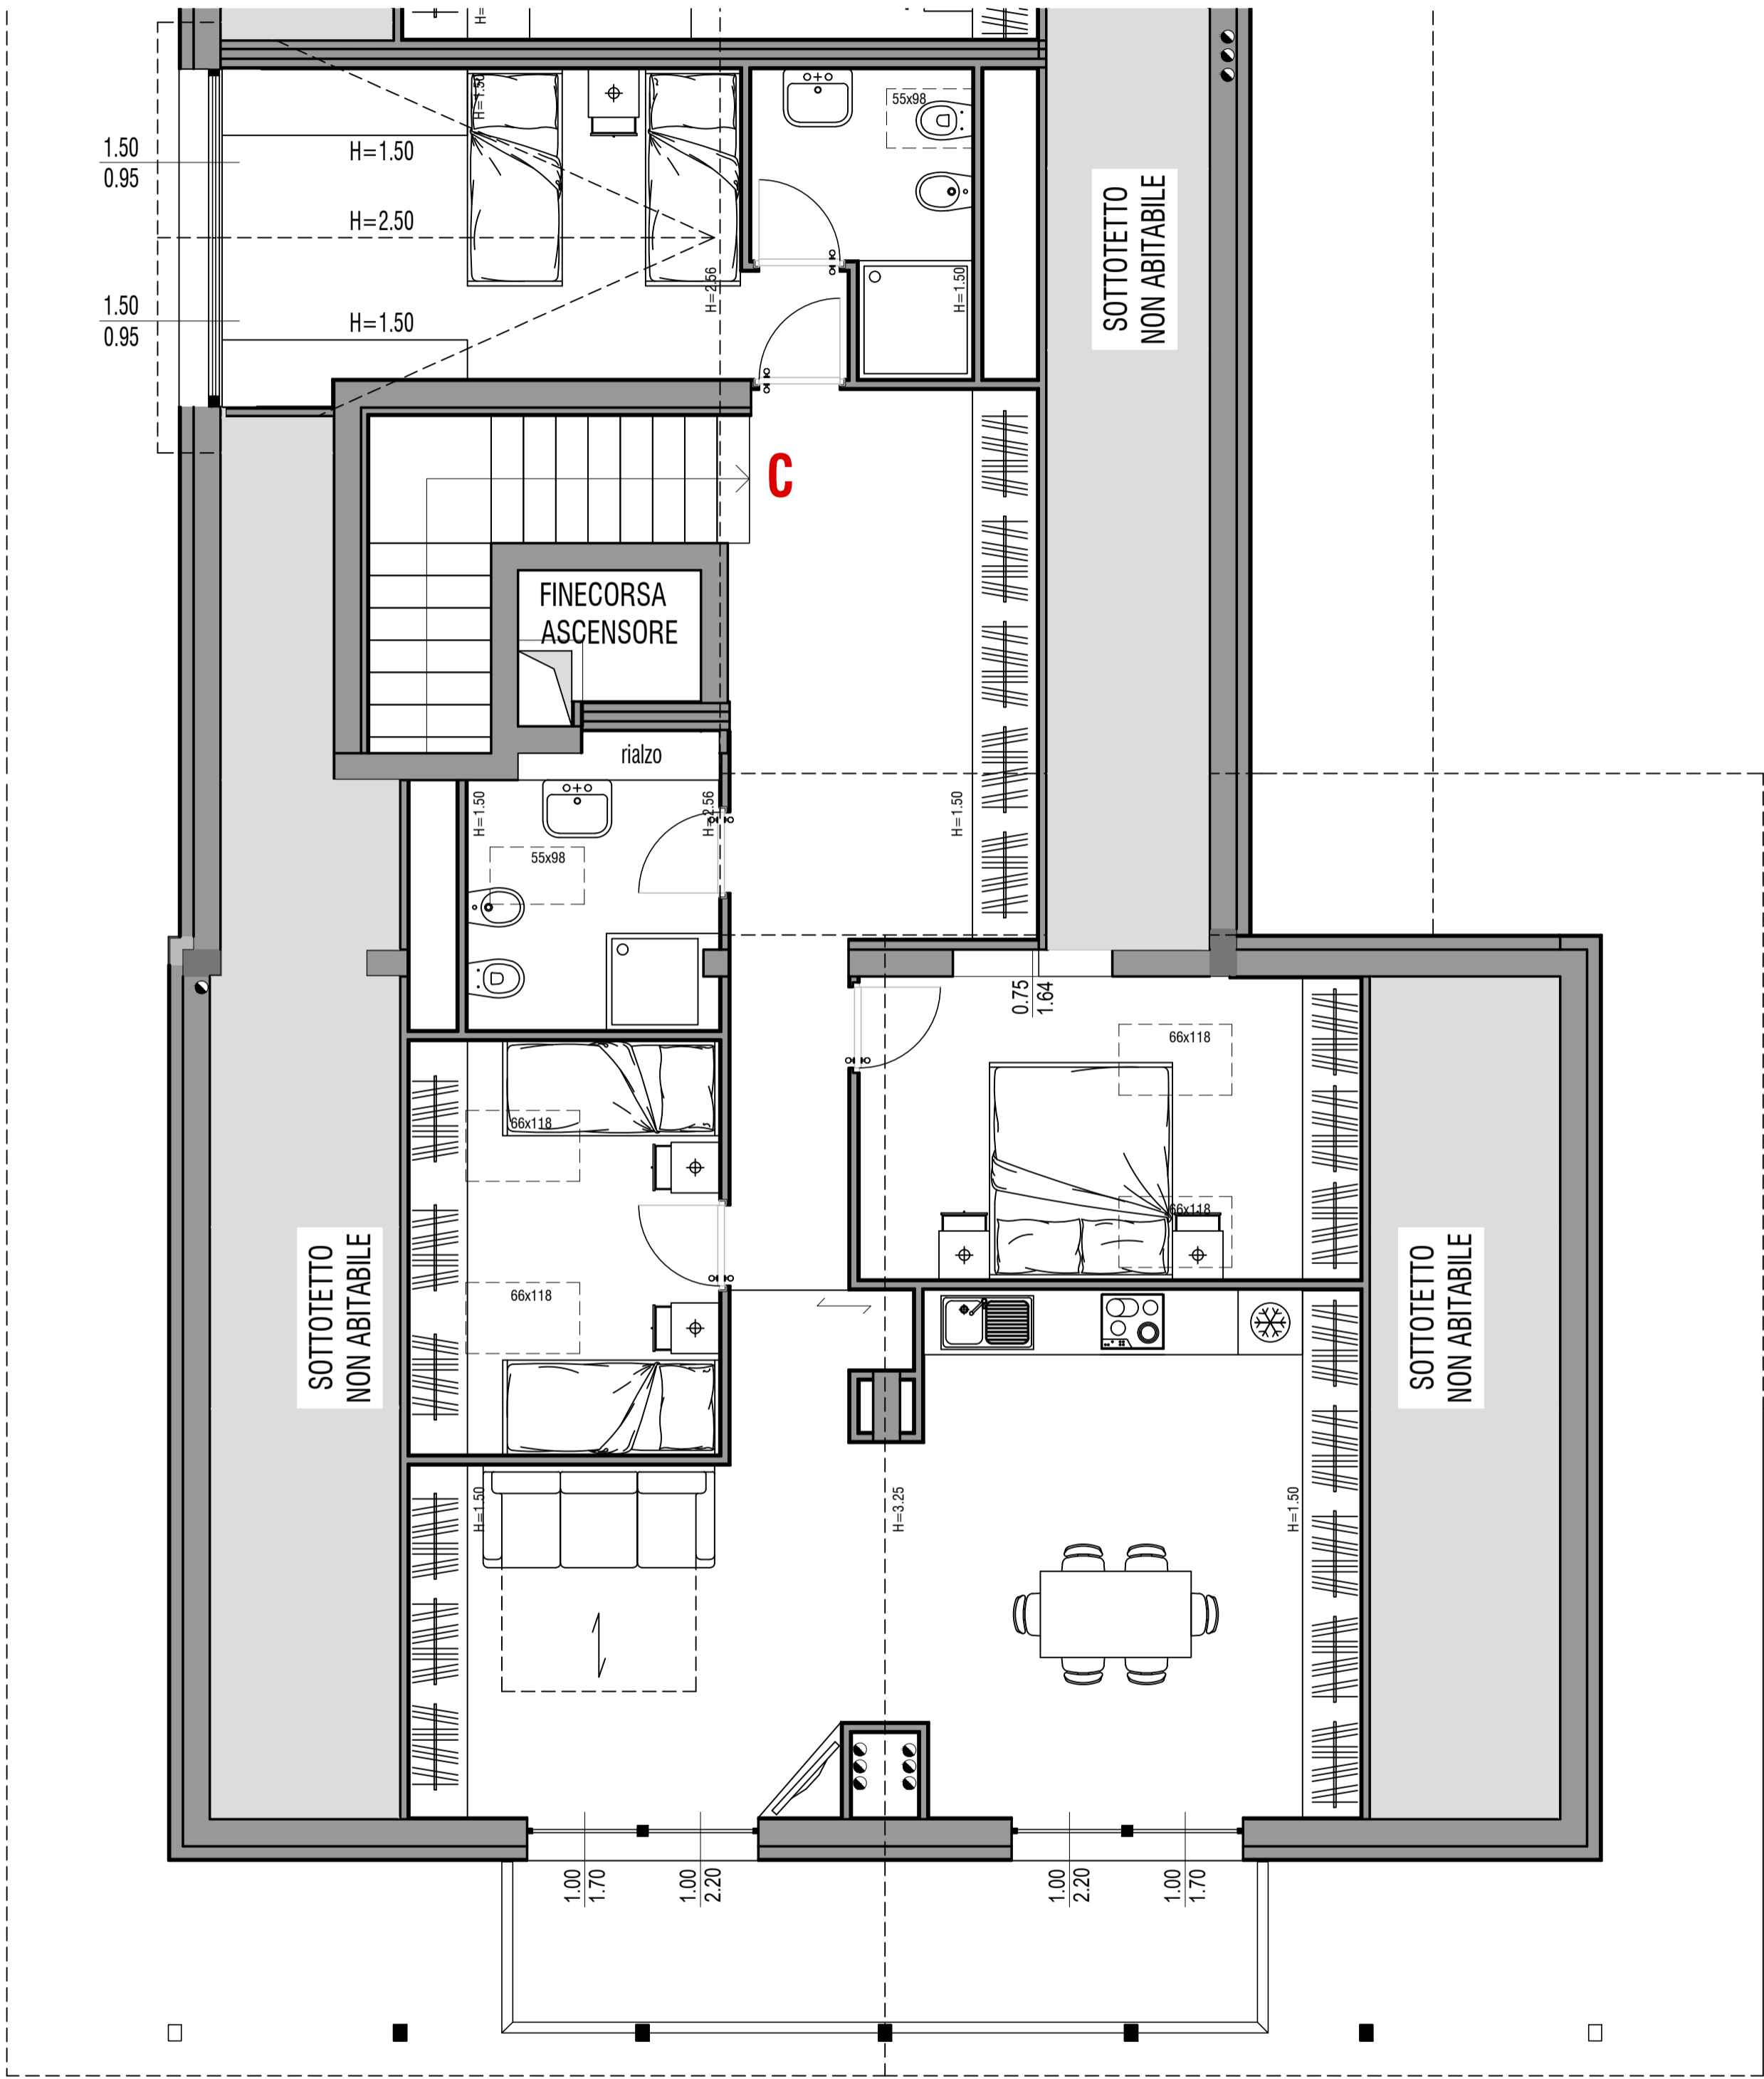 H=
H=1.50
55x98
1.50
0.95
H=1.50
H=2.50
SOTTOTETTO
NON ABITABILE
H=2.56
H=1.50
1.50
0.95
H=1.50
C
FINECORSA
ASCENSORE
rialzo
H=1.50
H=2.56
H=1.50
55x98
0.75
1.64
66x118
66x118
66x118
66x118
SOTTOTETTO
NON ABITABILE
SOTTOTETTO
NON ABITABILE
H=1.50
H=3.25
H=1.50
1.00
1.70
1.00
2.20
1.00
2.20
1.00
1.70